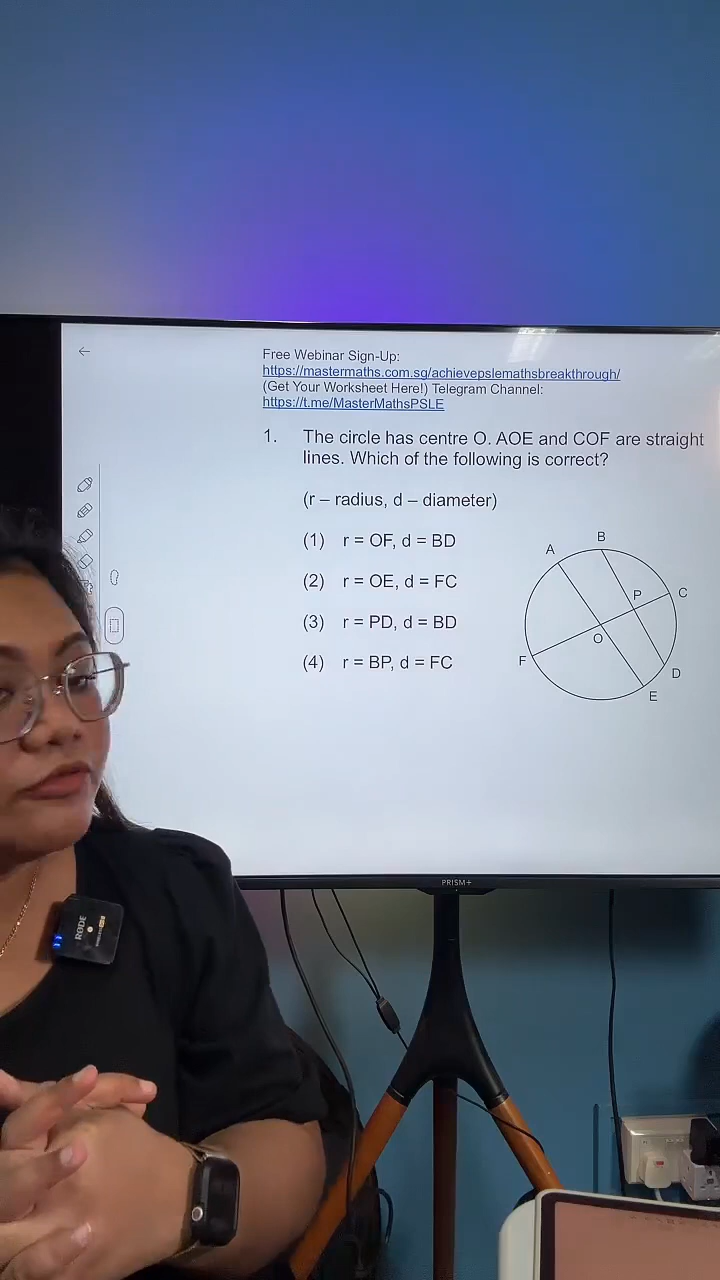 Free Webinar Sign-Up:
https://mastermaths.com.sg/achievepslemathsbreakthrough/
(Get Your Worksheet Here!) Telegram Channel:
https://t.me/MasterMathsPSLE
1. The circle has centre O. AOE and COF are straight
lines. Which of the following is correct?
(r – radius, d – diameter)
(1) r = OF, d = BD
(2) r = OE, d = FC
(3) r = PD, d = BD
(4) r = BP, d = FC
A
B
P
C
O
F
D
E
PRISM+
RODE